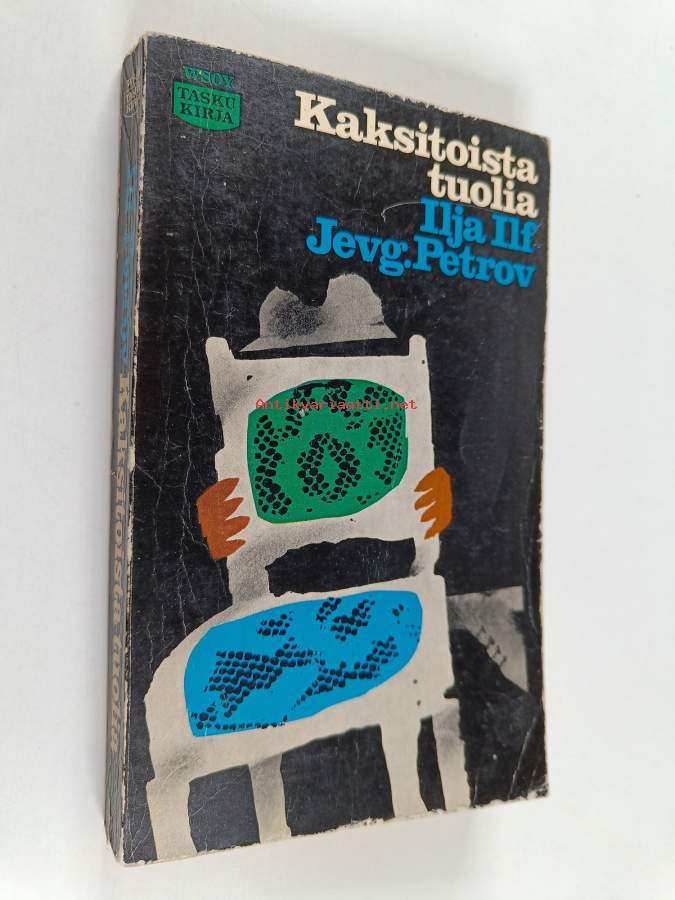 WSOY
TASKU
KIRJA
Kaksitoista
tuolia
Ilja Ilf
Jevg. Petrov
Antikvariaatti.net
Kaksitoista tuolia